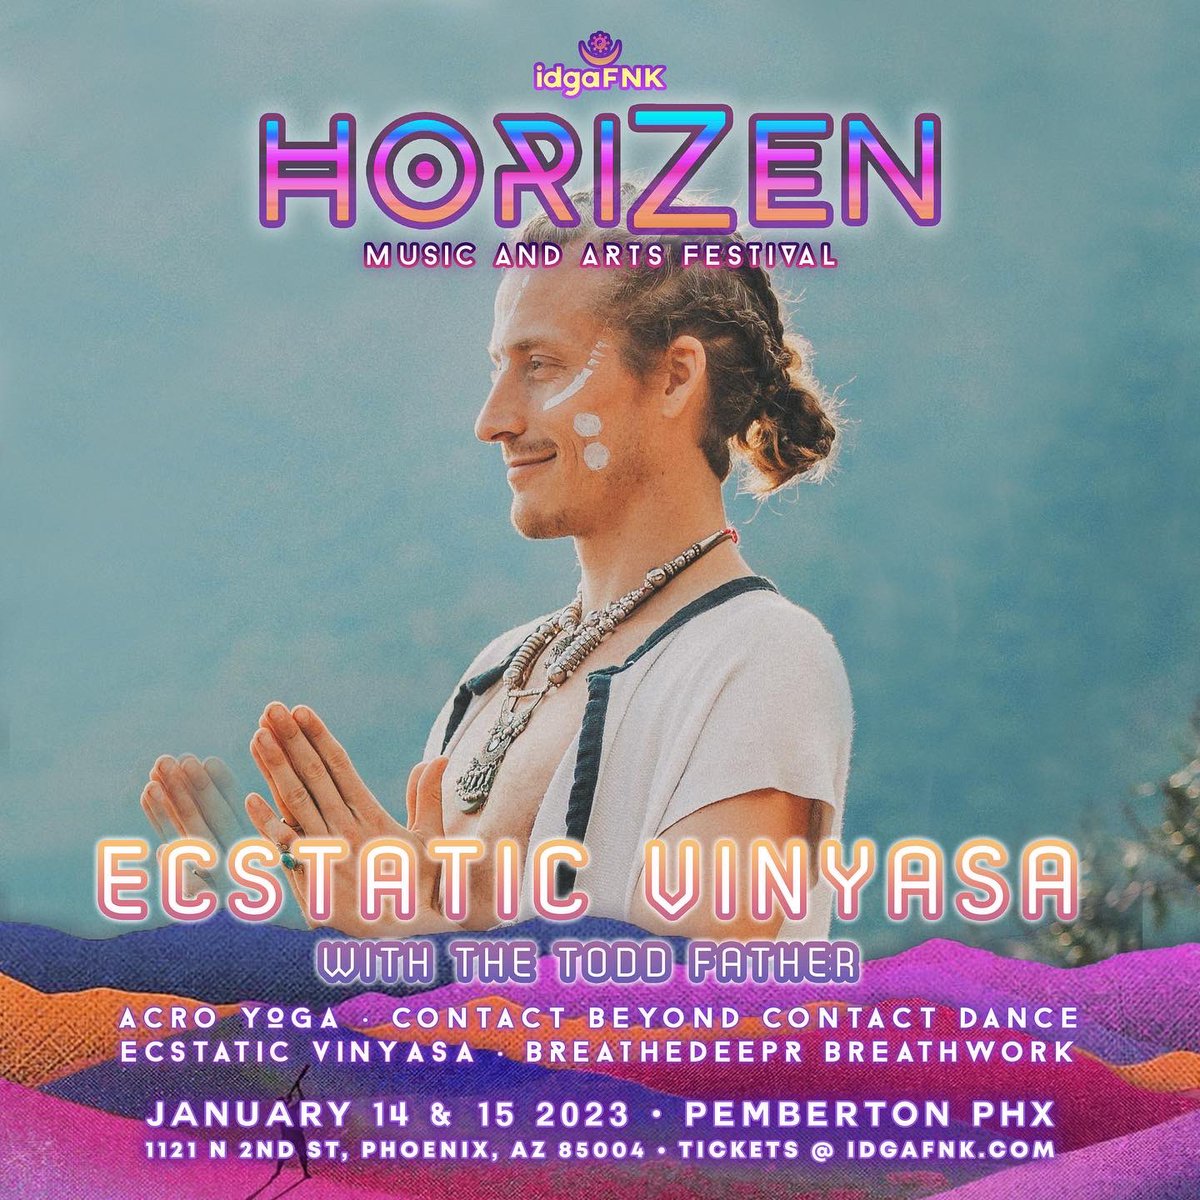 idgaFNK
HORIZEN
MUSIC AND ARTS FESTIVAL
ECSTATIC VINYASA
WITH THE TODD FATHER
ACRO YOGA · CONTACT BEYOND CONTACT DANCE
ECSTATIC VINYASA · BREATHEDEEPR BREATHWORK
JANUARY 14 & 15 2023 • PEMBERTON PHX
1121 N 2ND ST, PHOENIX, AZ 85004 • TICKETS @ IDGAFNK.COM